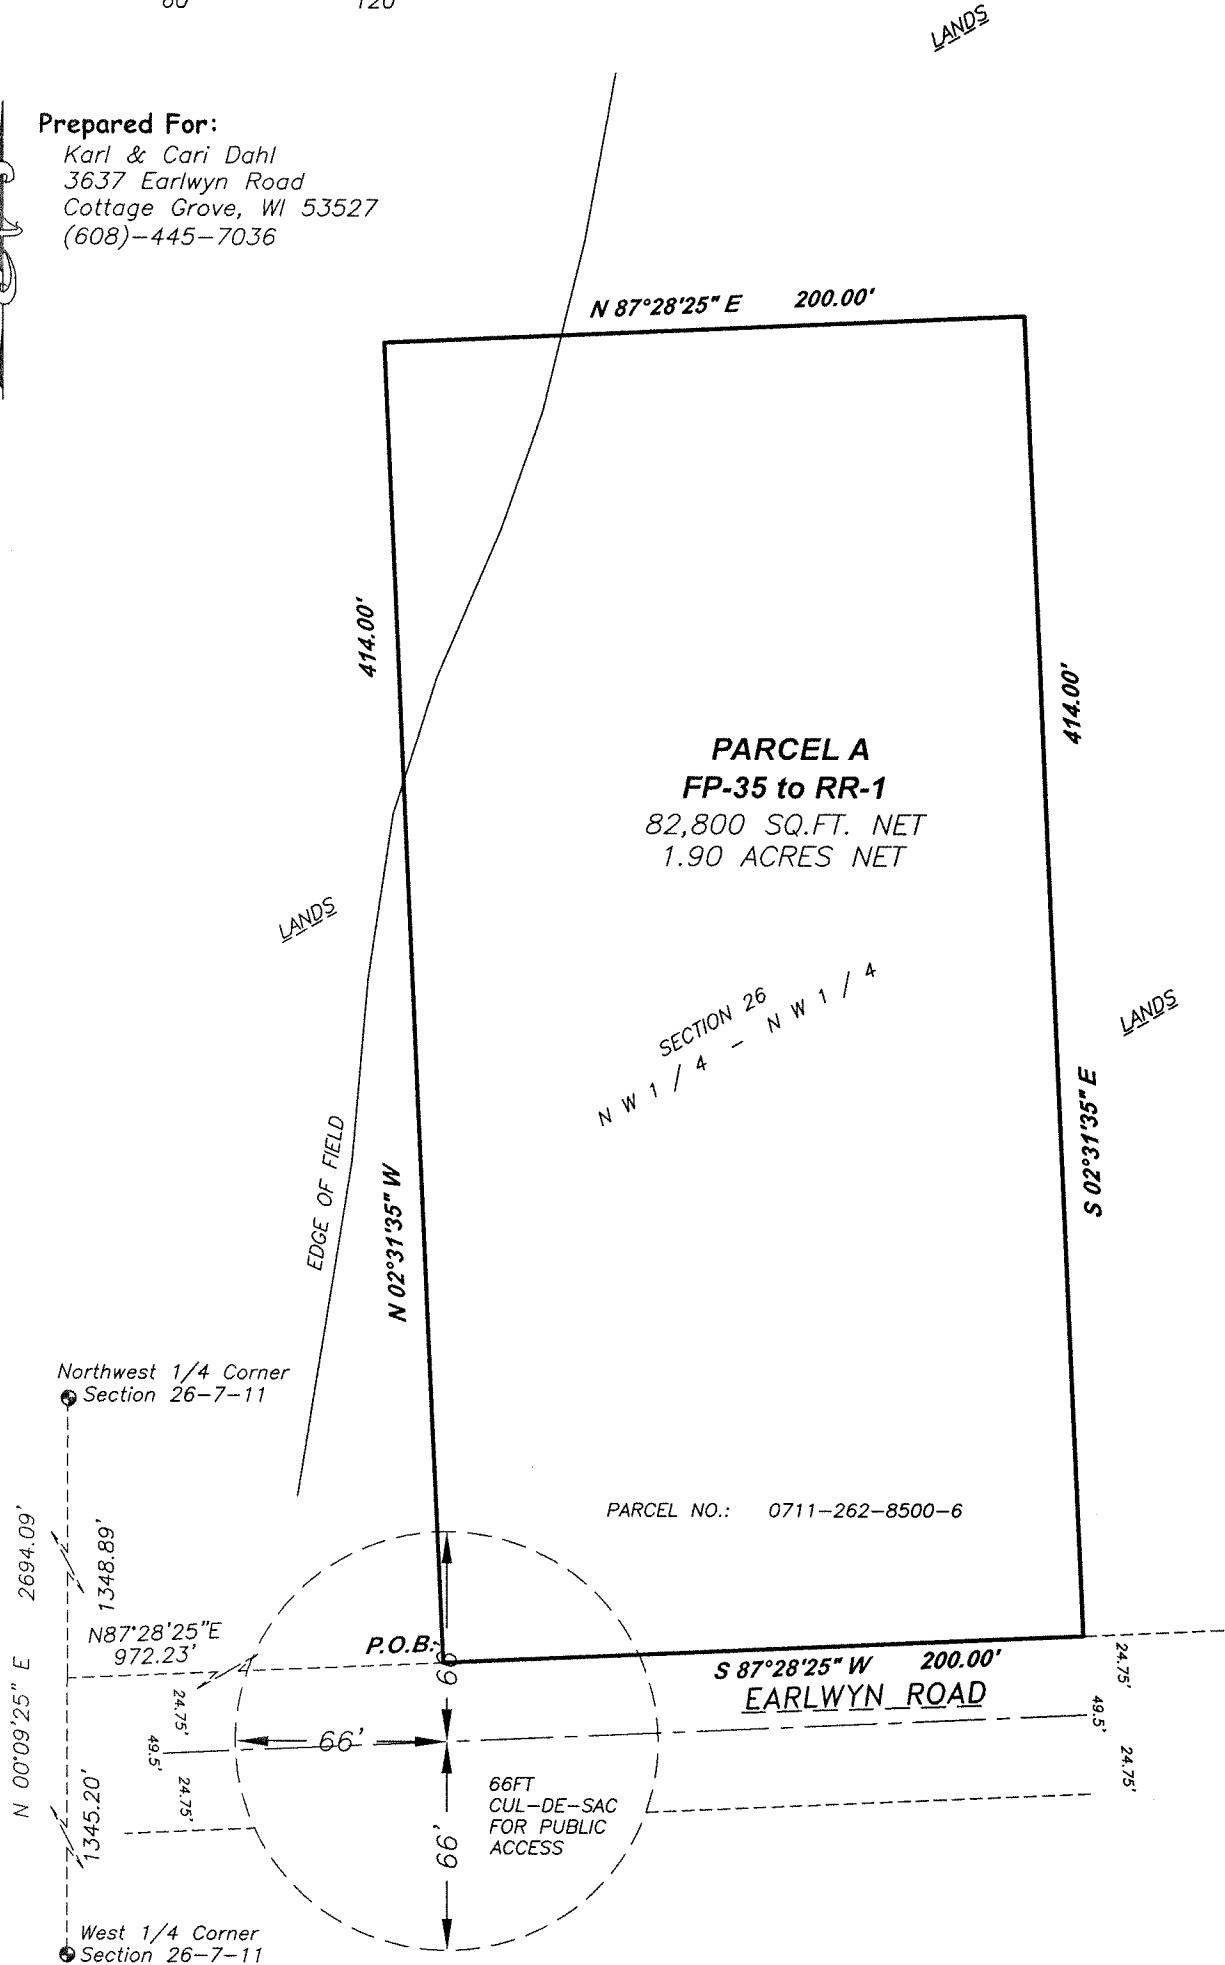 120
LANDS
Prepared For:
Karl & Cari Dahl
3637 Earlwyn Road
Cottage Grove, WI 53527
(608)-445-7036
N 87°28'25" E 200.00'
414.00'
414.00'
PARCEL A
FP-35 to RR-1
82,800 SQ.FT. NET
1.90 ACRES NET
LANDS
SECTION 26
NW 1/4 - NW 1/4
LANDS
EDGE OF FIELD
N 02°31'35" W
S 02°31'35" E
Northwest 1/4 Corner
Section 26-7-11
PARCEL NO.: 0711-262-8500-6
N 00°09'25" E 2694.09'
1348.89'
N87°28'25"E
972.23'
P.O.B.:
66'
S 87°28'25" W 200.00'
EARLWYN ROAD
24.75'
49.5'
24.75'
24.75'
49.5'
24.75'
66'
66'
66FT
CUL-DE-SAC
FOR PUBLIC
ACCESS
1345.20'
West 1/4 Corner
Section 26-7-11